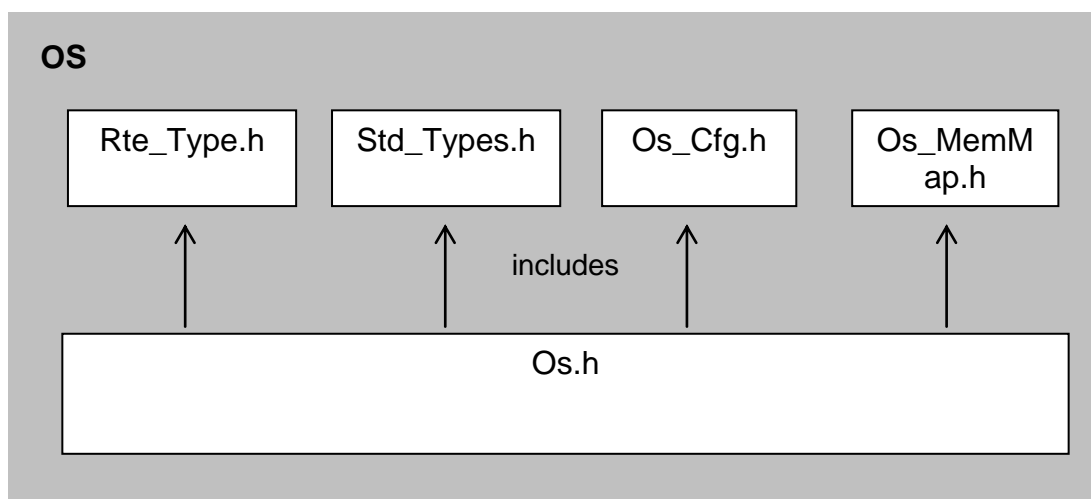 OS
Rte_Type.h
Std_Types.h
Os_Cfg.h
Os_MemM
ap.h
includes
Os.h